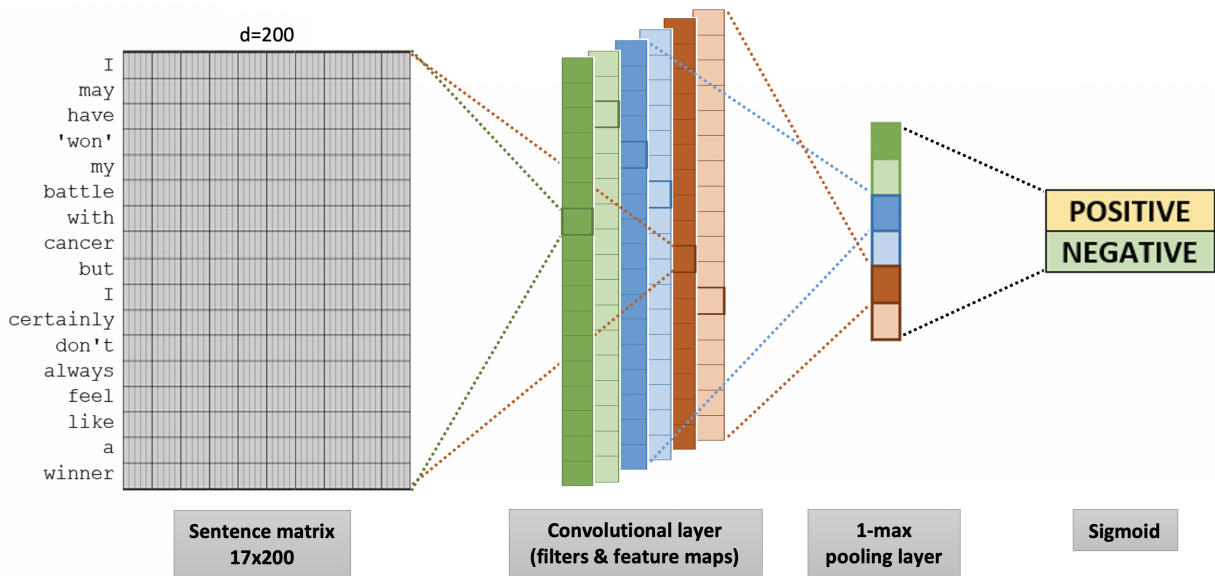 d=200
I
may
have
'won'
my
battle
with
cancer
but
I
certainly
don't
always
feel
like
a
winner
POSITIVE
NEGATIVE
Sentence matrix
17x200
Convolutional layer
(filters & feature maps)
1-max
pooling layer
Sigmoid